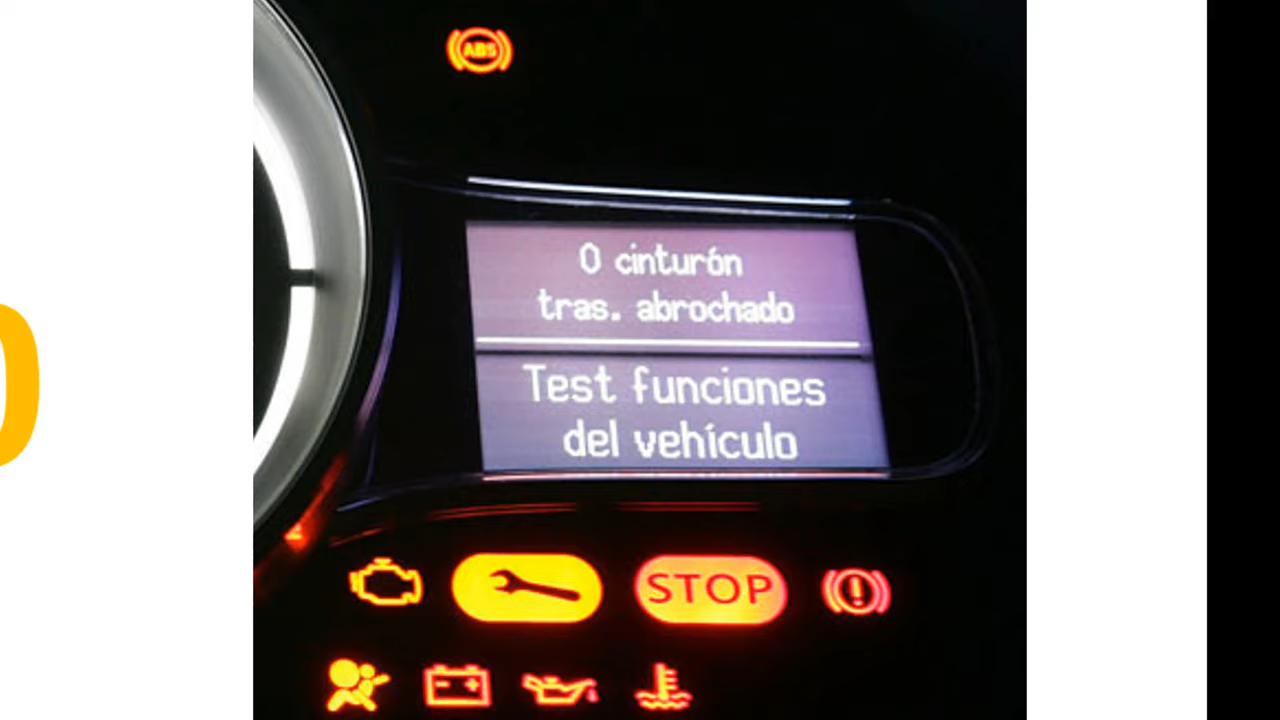 ABS
0 cinturón
tras. abrochado
Test funciones
del vehículo
STOP